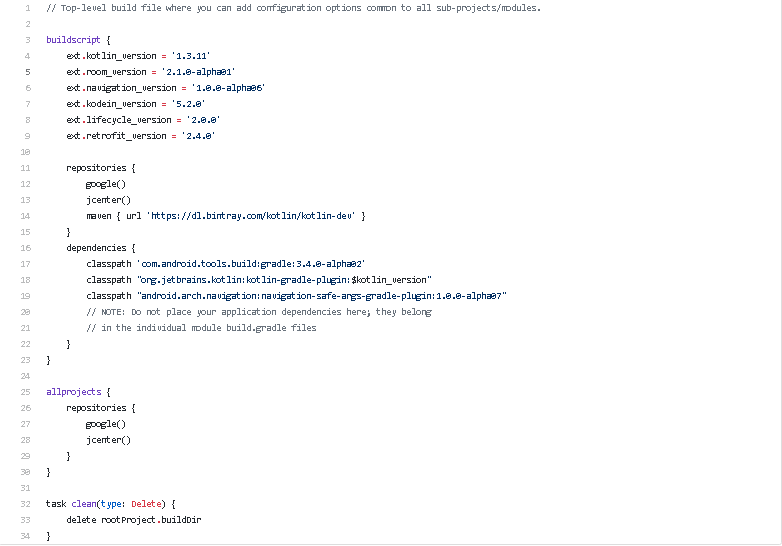 1 // Top-level build file where you can add configuration options common to all sub-projects/modules.
2
3 buildscript {
4     ext.kotlin_version = '1.3.11'
5     ext.room_version = '2.1.0-alpha01'
6     ext.navigation_version = '1.0.0-alpha06'
7     ext.kodein_version = '5.2.0'
8     ext.lifecycle_version = '2.0.0'
9     ext.retrofit_version = '2.4.0'
10
11     repositories {
12         google()
13         jcenter()
14         maven { url 'https://dl.bintray.com/kotlin/kotlin-dev' }
15     }
16     dependencies {
17         classpath 'com.android.tools.build:gradle:3.4.0-alpha02'
18         classpath "org.jetbrains.kotlin:kotlin-gradle-plugin:$kotlin_version"
19         classpath "android.arch.navigation:navigation-safe-args-gradle-plugin:1.0.0-alpha07"
20         // NOTE: Do not place your application dependencies here; they belong
21         // in the individual module build.gradle files
22     }
23 }
24
25 allprojects {
26     repositories {
27         google()
28         jcenter()
29     }
30 }
31
32 task clean(type: Delete) {
33     delete rootProject.buildDir
34 }